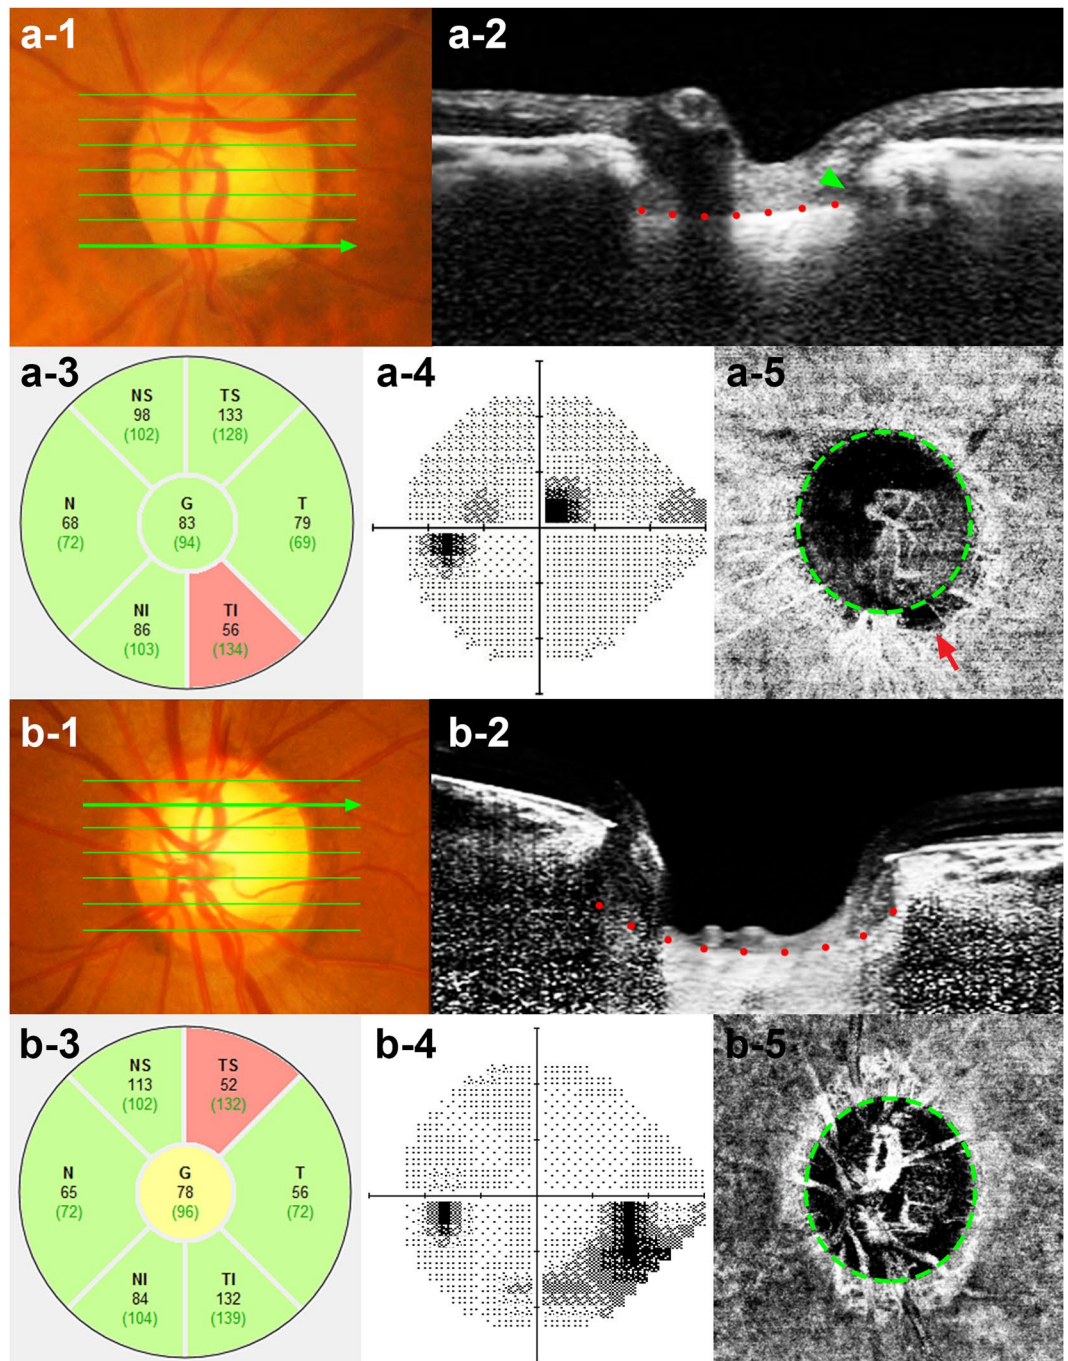 a-1
a-2
a-3
NS
98
(102)
TS
133
(128)
N
68
(72)
G
83
(94)
T
79
(69)
NI
86
(103)
TI
56
(134)
a-4
a-5
b-1
b-2
b-3
NS
113
(102)
TS
52
(132)
N
65
(72)
G
78
(96)
T
56
(72)
NI
84
(104)
TI
132
(139)
b-4
b-5